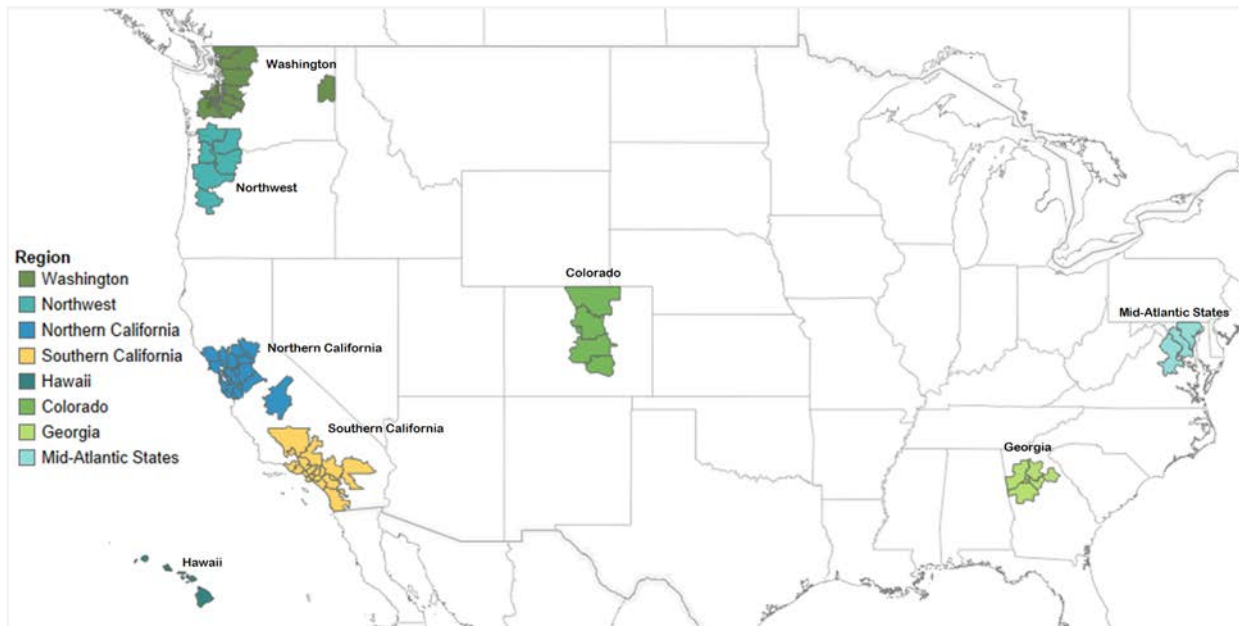 Washington
Northwest
Region
Washington
Northwest
Northern California
Southern California
Hawaii
Colorado
Georgia
Mid-Atlantic States
Colorado
Mid-Atlantic States
Northern California
Southern California
Georgia
Hawaii